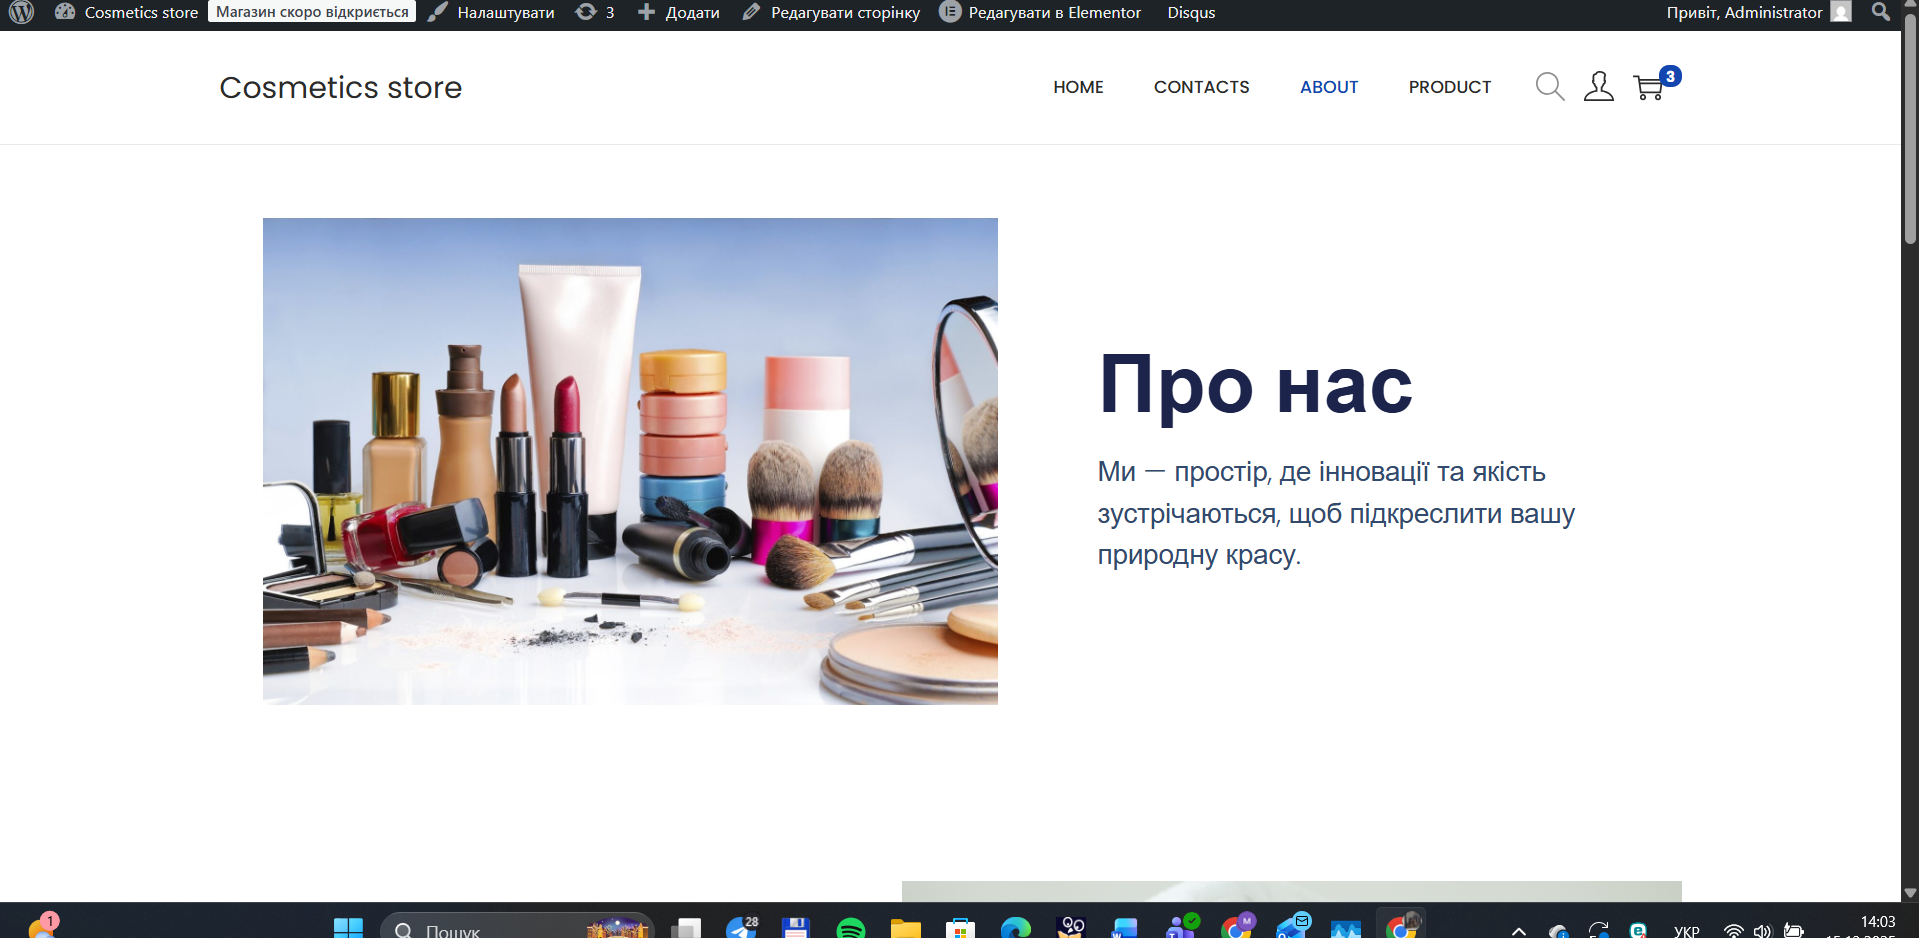 Cosmetics store
Магазин скоро відкриється
Налаштувати
3
Додати
Редагувати сторінку
Редагувати в Elementor
Disqus
Привіт, Administrator
Cosmetics store
HOME
CONTACTS
ABOUT
PRODUCT
3
Про нас
Ми — простір, де інновації та якість
зустрічаються, щоб підкреслити вашу
природну красу.
1
Пошук
28
УКР
14:03